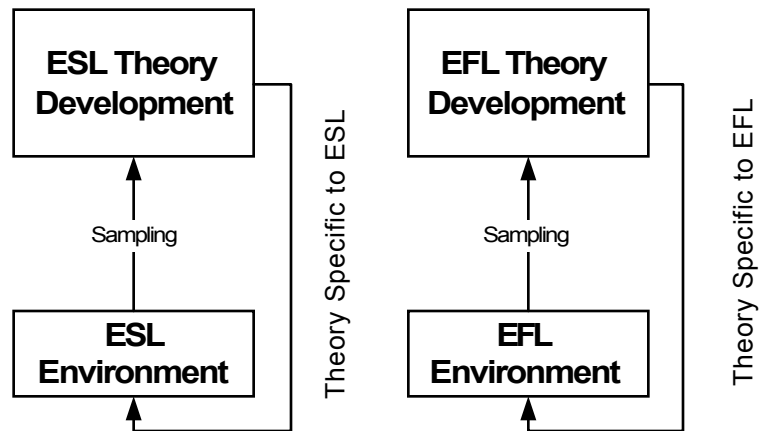 ESL Theory
Development
Sampling
ESL
Environment
Theory Specific to ESL
EFL Theory
Development
Sampling
EFL
Environment
Theory Specific to EFL